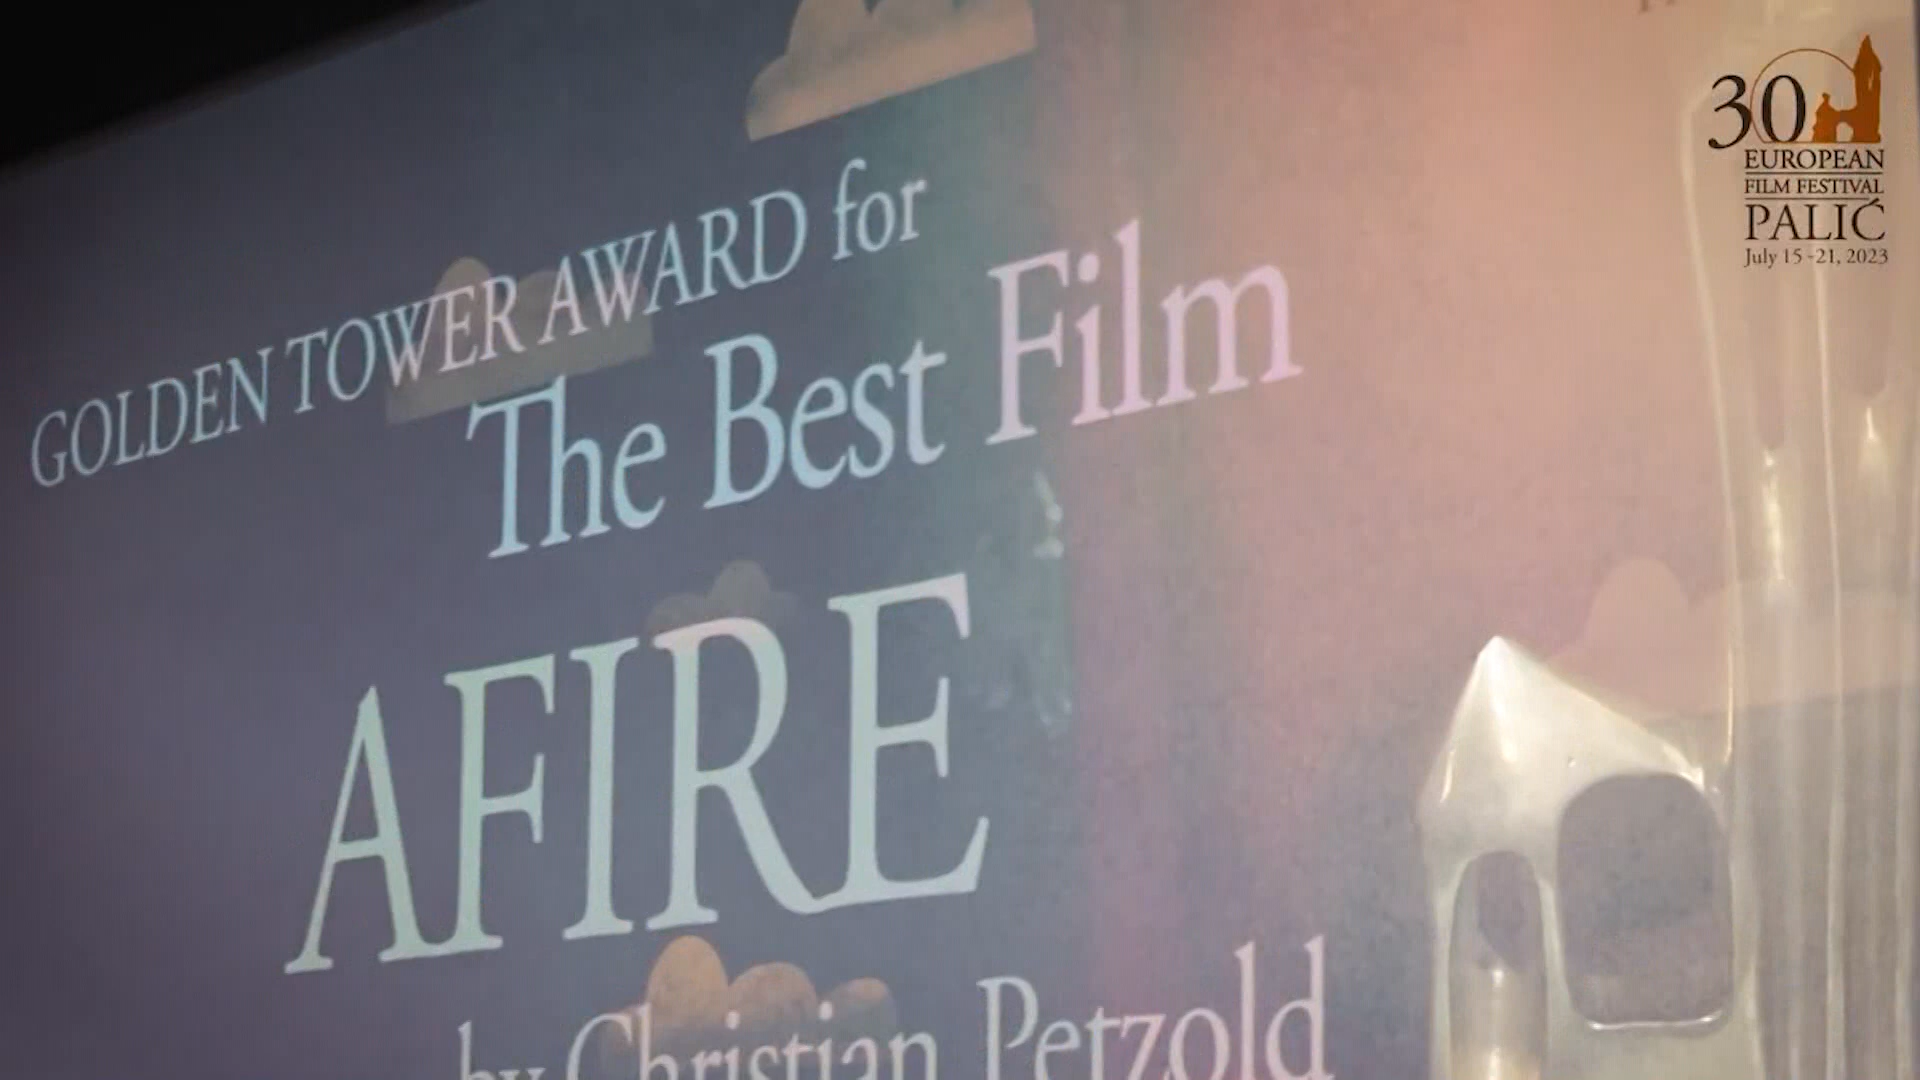 GOLDEN TOWER AWARD for
The Best Film
AFIRE
by Christian Petzold
30
EUROPEAN
FILM FESTIVAL
PALIĆ
July 15 -21, 2023